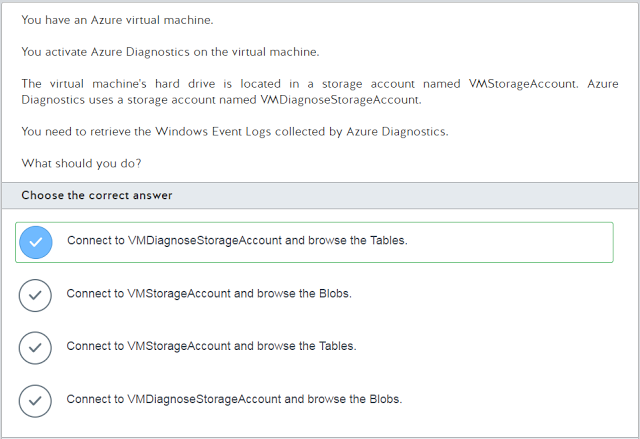 You have an Azure virtual machine.
You activate Azure Diagnostics on the virtual machine.
The virtual machine's hard drive is located in a storage account named VMStorageAccount. Azure
Diagnostics uses a storage account named VMDiagnoseStorageAccount.
You need to retrieve the Windows Event Logs collected by Azure Diagnostics.
What should you do?
Choose the correct answer
Connect to VMDiagnoseStorageAccount and browse the Tables.
Connect to VMStorageAccount and browse the Blobs.
Connect to VMStorageAccount and browse the Tables.
Connect to VMDiagnoseStorageAccount and browse the Blobs.